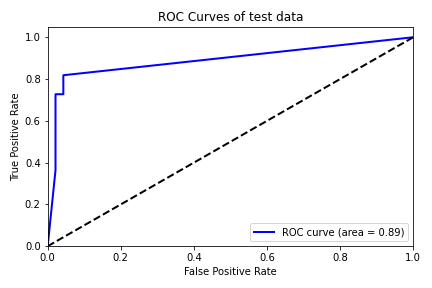 ROC Curves of test data
True Positive Rate
1.0
0.8
0.6
0.4
0.2
0.0
ROC curve (area = 0.89)
0.0 0.2 0.4 0.6 0.8 1.0
False Positive Rate